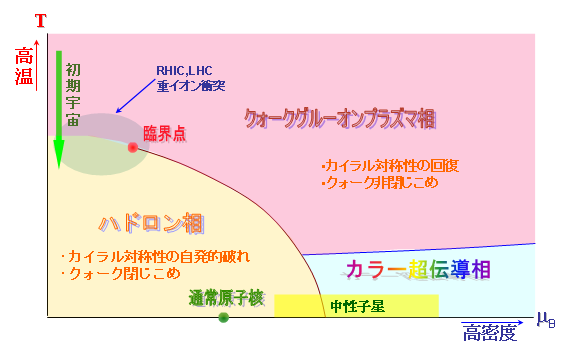 T
高温
初期宇宙
RHIC,LHC
重イオン衝突
臨界点
クォークグルーオンプラズマ相
・カイラル対称性の回復
・クォーク非閉じこめ
ハドロン相
・カイラル対称性の自発的破れ
・クォーク閉じこめ
カラー超伝導相
通常原子核
中性子星
高密度
μB